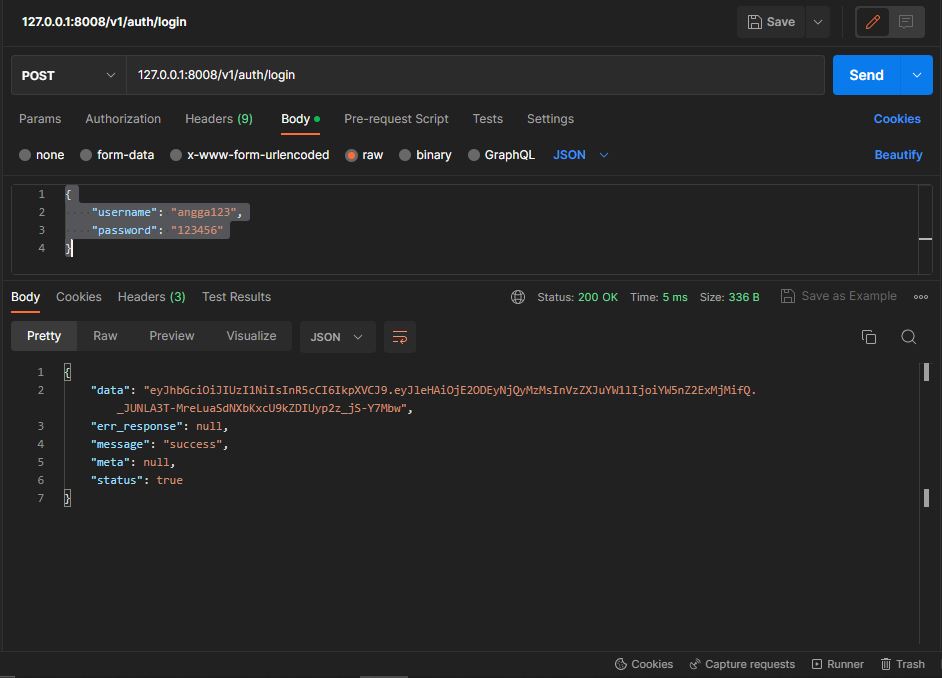 127.0.0.1:8008/v1/auth/login
Save
POST
127.0.0.1:8008/v1/auth/login
Send
Params Authorization Headers (9) Body Pre-request Script Tests Settings Cookies
none form-data x-www-form-urlencoded raw binary GraphQL JSON Beautify
1 {
2 "username": "angga123",
3 "password": "123456"
4 }
Body Cookies Headers (3) Test Results Status: 200 OK Time: 5 ms Size: 336 B Save as Example
Pretty Raw Preview Visualize JSON
1 {
2 "data": "eyJhbGciOiJIUzI1NiIsInR5cCI6IkpXVCJ9.eyJleHAiOjE2ODEyNjQyMzMsInVzZXJuYW1lIjoiYW5nZ2ExMjMifQ.
_JUNLA3T-MreLuaSdNXbKxcU9kZDIUyp2z_jS-Y7Mbw",
3 "err_response": null,
4 "message": "success",
5 "meta": null,
6 "status": true
7 }
Cookies Capture requests Runner Trash